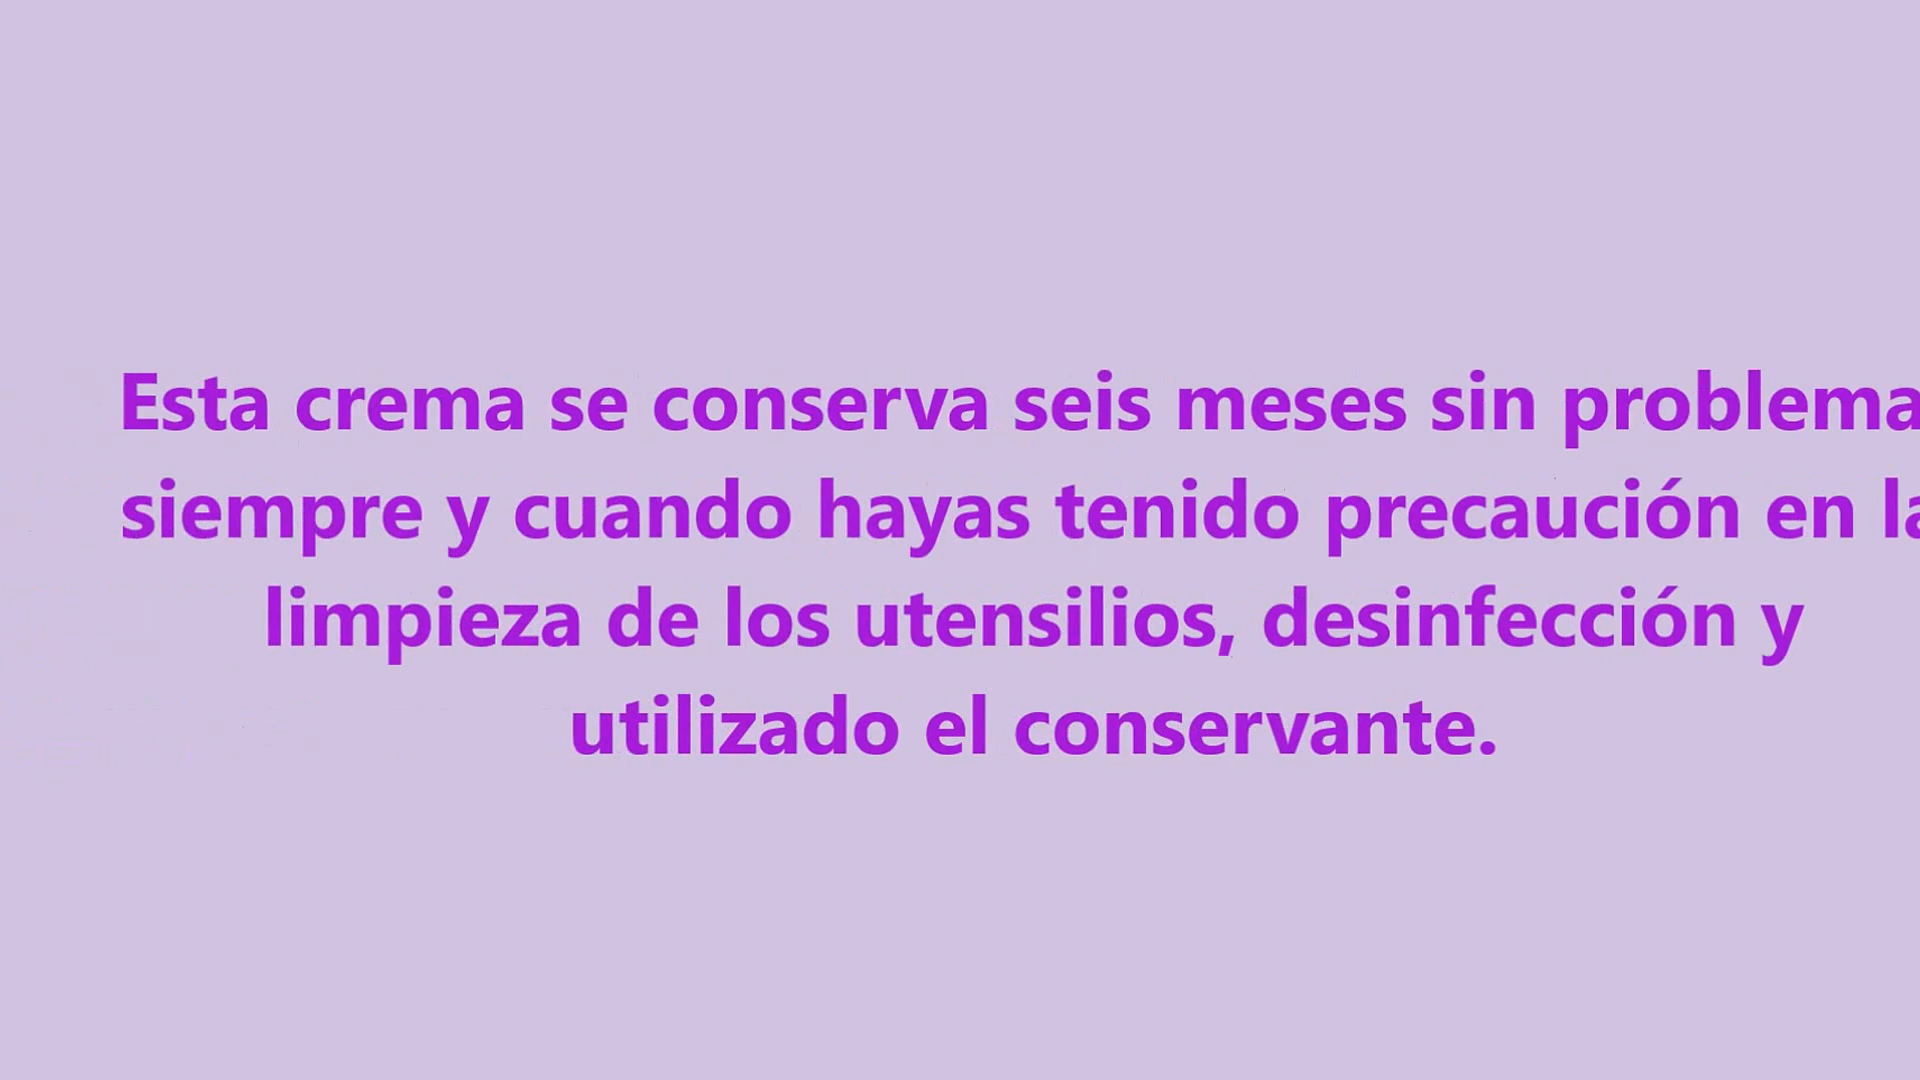 Esta crema se conserva seis meses sin problema
siempre y cuando hayas tenido precaución en la
limpieza de los utensilios, desinfección y
utilizado el conservante.